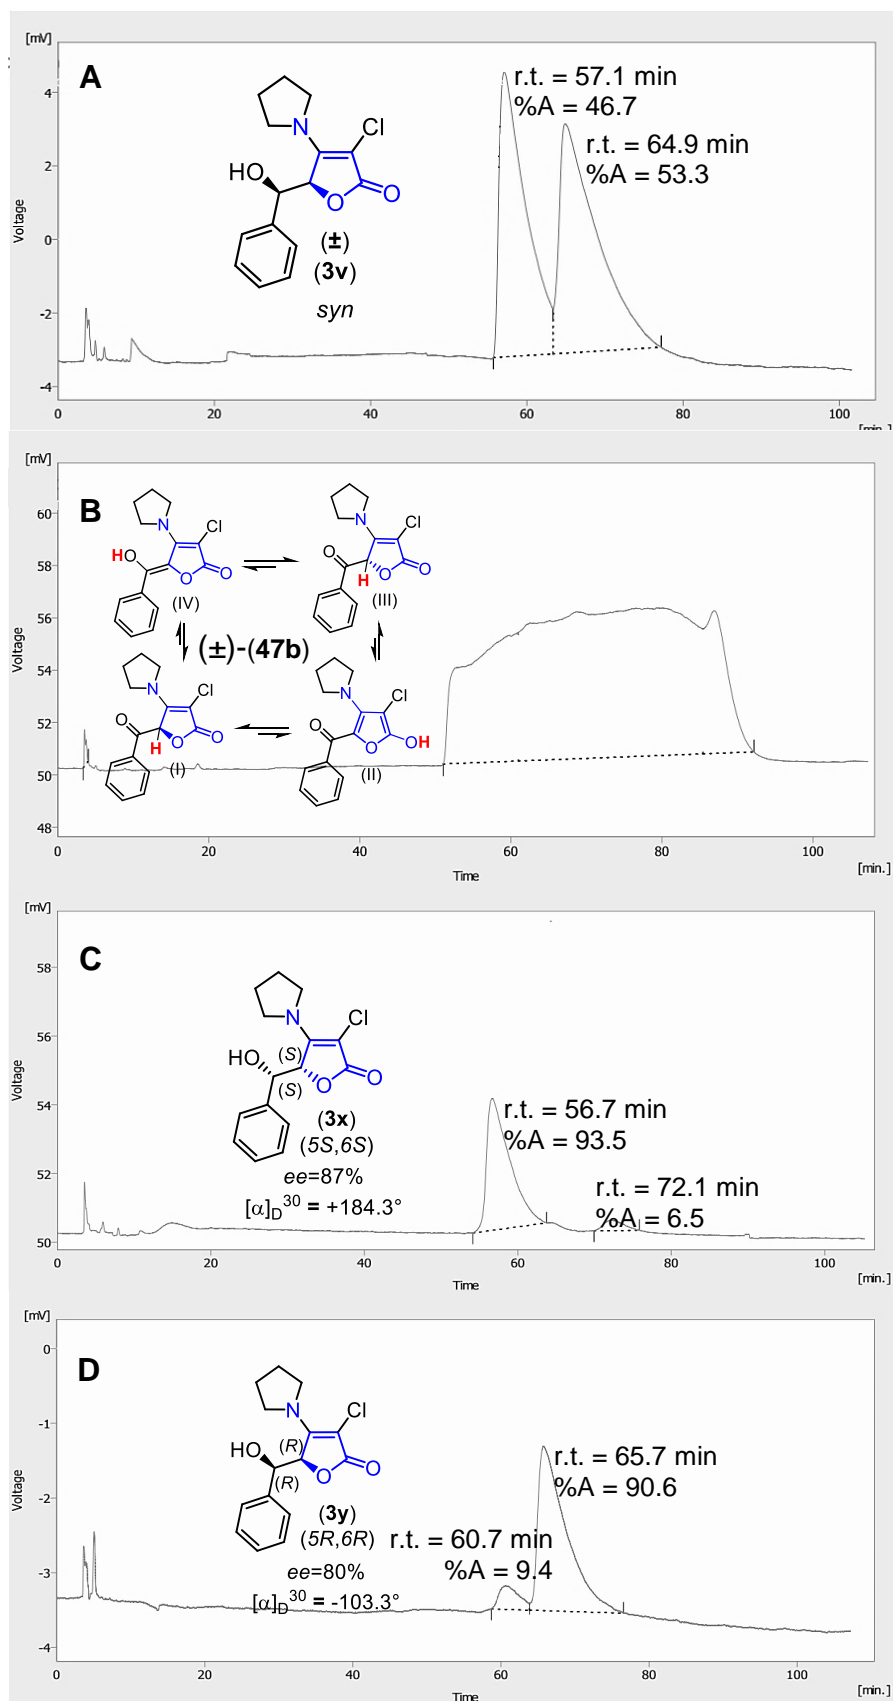 [mV]
A
r.t. = 57.1 min
%A = 46.7
r.t. = 64.9 min
%A = 53.3
N
Cl
HO
O
O
(±)
(3v)
syn
Voltage
4
2
0
-2
-4
0
20
40
60
80
100
[mV]
B
N
Cl
HO
O
O
(IV)
N
Cl
O
H
O
O
(III)
(±)-(47b)
N
Cl
O
H
O
O
(I)
N
Cl
O
O
OH
(II)
Voltage
60
58
56
54
52
50
48
0
20
40
60
80
100
Time
[min.]
[mV]
C
N
Cl
HO
(S)
(S)
O
O
(3x)
(5S,6S)
ee=87%
[α]D30 = +184.3°
r.t. = 56.7 min
%A = 93.5
r.t. = 72.1 min
%A = 6.5
Voltage
58
56
54
52
50
0
20
40
60
80
100
Time
[min.]
[mV]
D
N
Cl
HO
(R)
(R)
O
O
(3y)
(5R,6R)
ee=80%
[α]D30 = -103.3°
r.t. = 60.7 min
%A = 9.4
r.t. = 65.7 min
%A = 90.6
Voltage
0
-1
-2
-3
-4
0
20
40
60
80
100
Time
[min.]